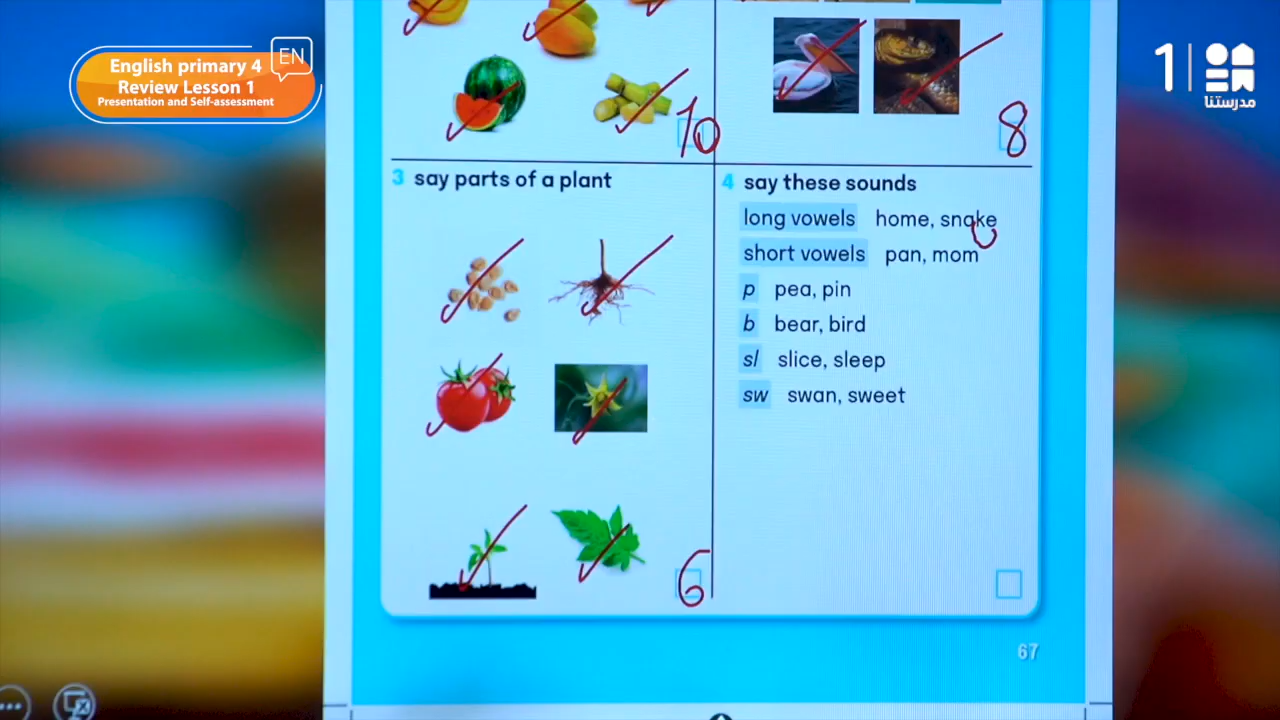 English primary 4
Review Lesson 1
Presentation and Self-assessment
EN
1
مدرستنا
10
8
3 say parts of a plant
6
4 say these sounds
long vowels home, snake
short vowels pan, mom
p pea, pin
b bear, bird
sl slice, sleep
sw swan, sweet
67